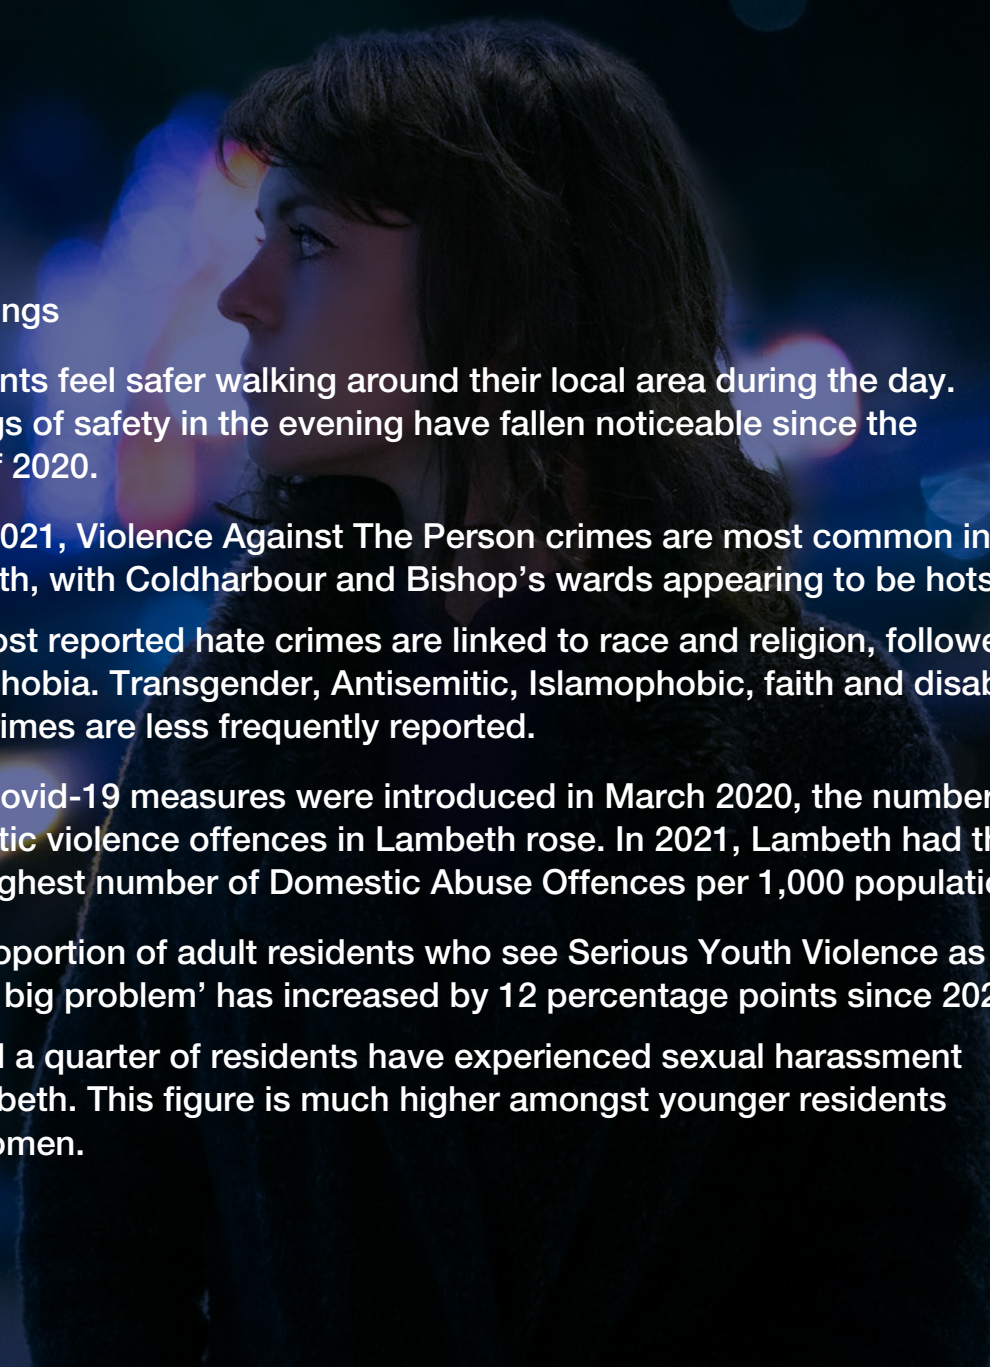 ngs
nts feel safer walking around their local area during the day.
gs of safety in the evening have fallen noticeable since the
f 2020.
021, Violence Against The Person crimes are most common in
th, with Coldharbour and Bishop’s wards appearing to be hots
ost reported hate crimes are linked to race and religion, followe
hobia. Transgender, Antisemitic, Islamophobic, faith and disab
imes are less frequently reported.
ovid-19 measures were introduced in March 2020, the number
tic violence offences in Lambeth rose. In 2021, Lambeth had th
ghest number of Domestic Abuse Offences per 1,000 populatio
oportion of adult residents who see Serious Youth Violence as
big problem’ has increased by 12 percentage points since 202
l a quarter of residents have experienced sexual harassment
beth. This figure is much higher amongst younger residents
omen.